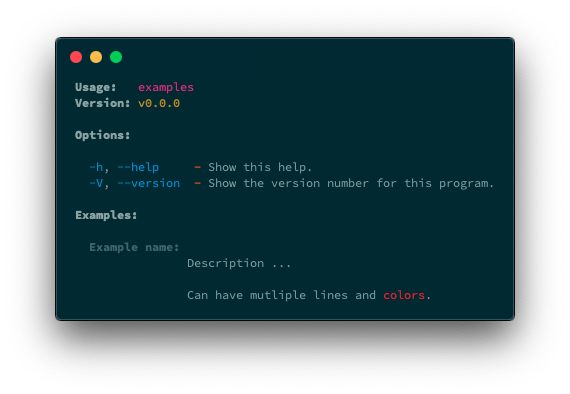 Usage: examples
Version: v0.0.0
Options:
-h, --help - Show this help.
-V, --version - Show the version number for this program.
Examples:
Example name:
Description ...
Can have mutliple lines and colors.